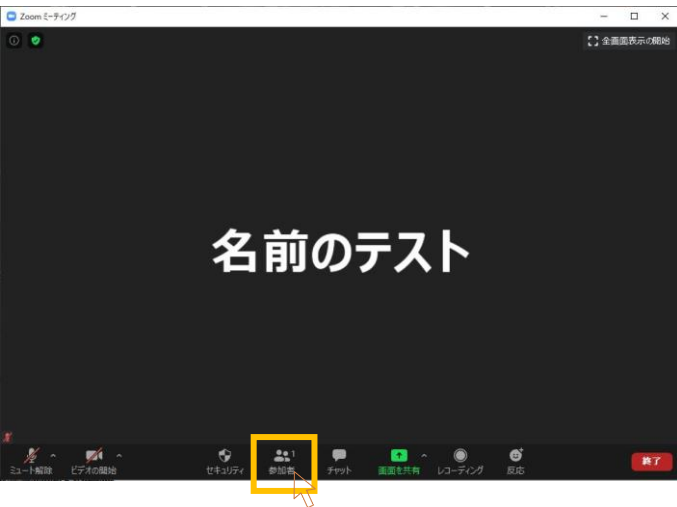 Zoom ミーティング
全画面表示の開始
名前のテスト
ミュート解除
ビデオの開始
セキュリティ
1
参加者
チャット
画面を共有
レコーディング
反応
終了